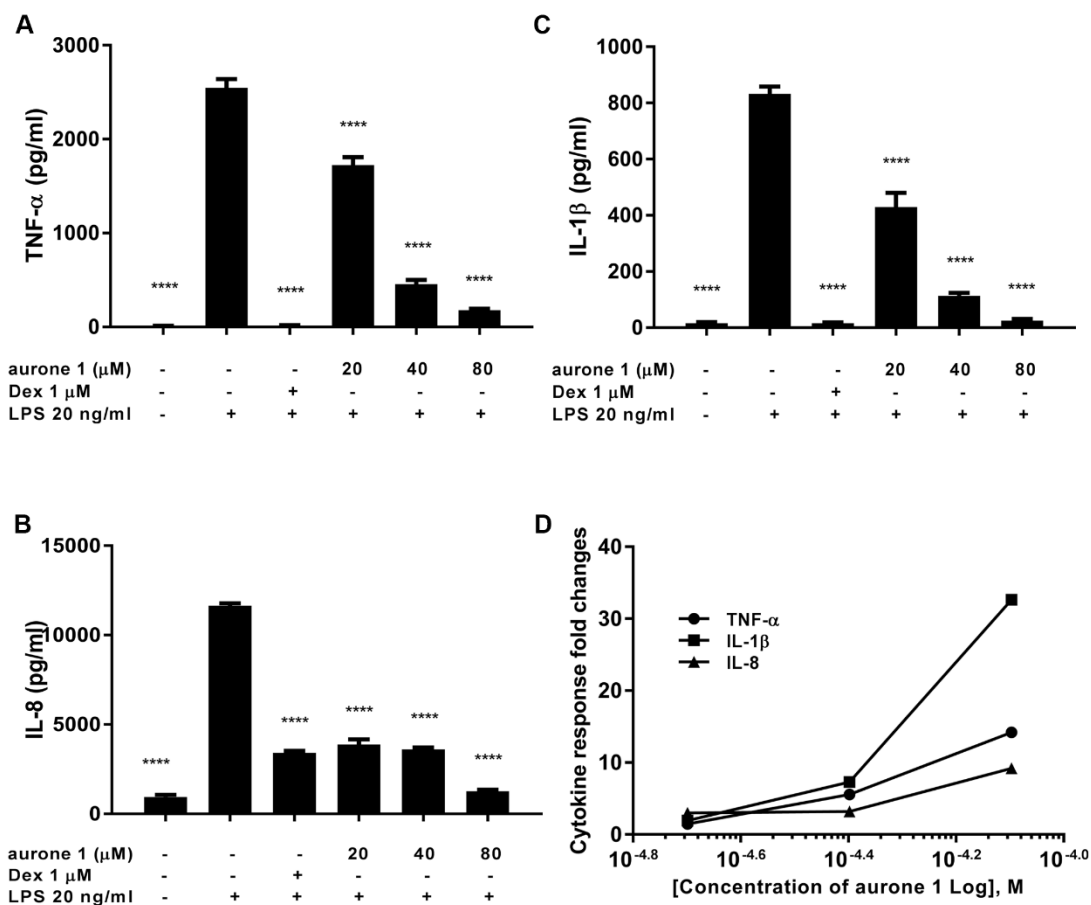 A
TNF-α (pg/ml)
3000
2000
1000
0
**** **** **** **** ****
aurone 1 (μM) - - - 20 40 80
Dex 1 μM - - + - - -
LPS 20 ng/ml - + + + + +
C
IL-1β (pg/ml)
1000
800
600
400
200
0
**** **** **** **** ****
aurone 1 (μM) - - - 20 40 80
Dex 1 μM - - + - - -
LPS 20 ng/ml - + + + + +
B
IL-8 (pg/ml)
15000
10000
5000
0
**** **** **** **** ****
aurone 1 (μM) - - - 20 40 80
Dex 1 μM - - + - - -
LPS 20 ng/ml - + + + + +
D
Cytokine response fold changes
40
30
20
10
0
TNF-α
IL-1β
IL-8
10-4.8 10-4.6 10-4.4 10-4.2 10-4.0
[Concentration of aurone 1 Log], M